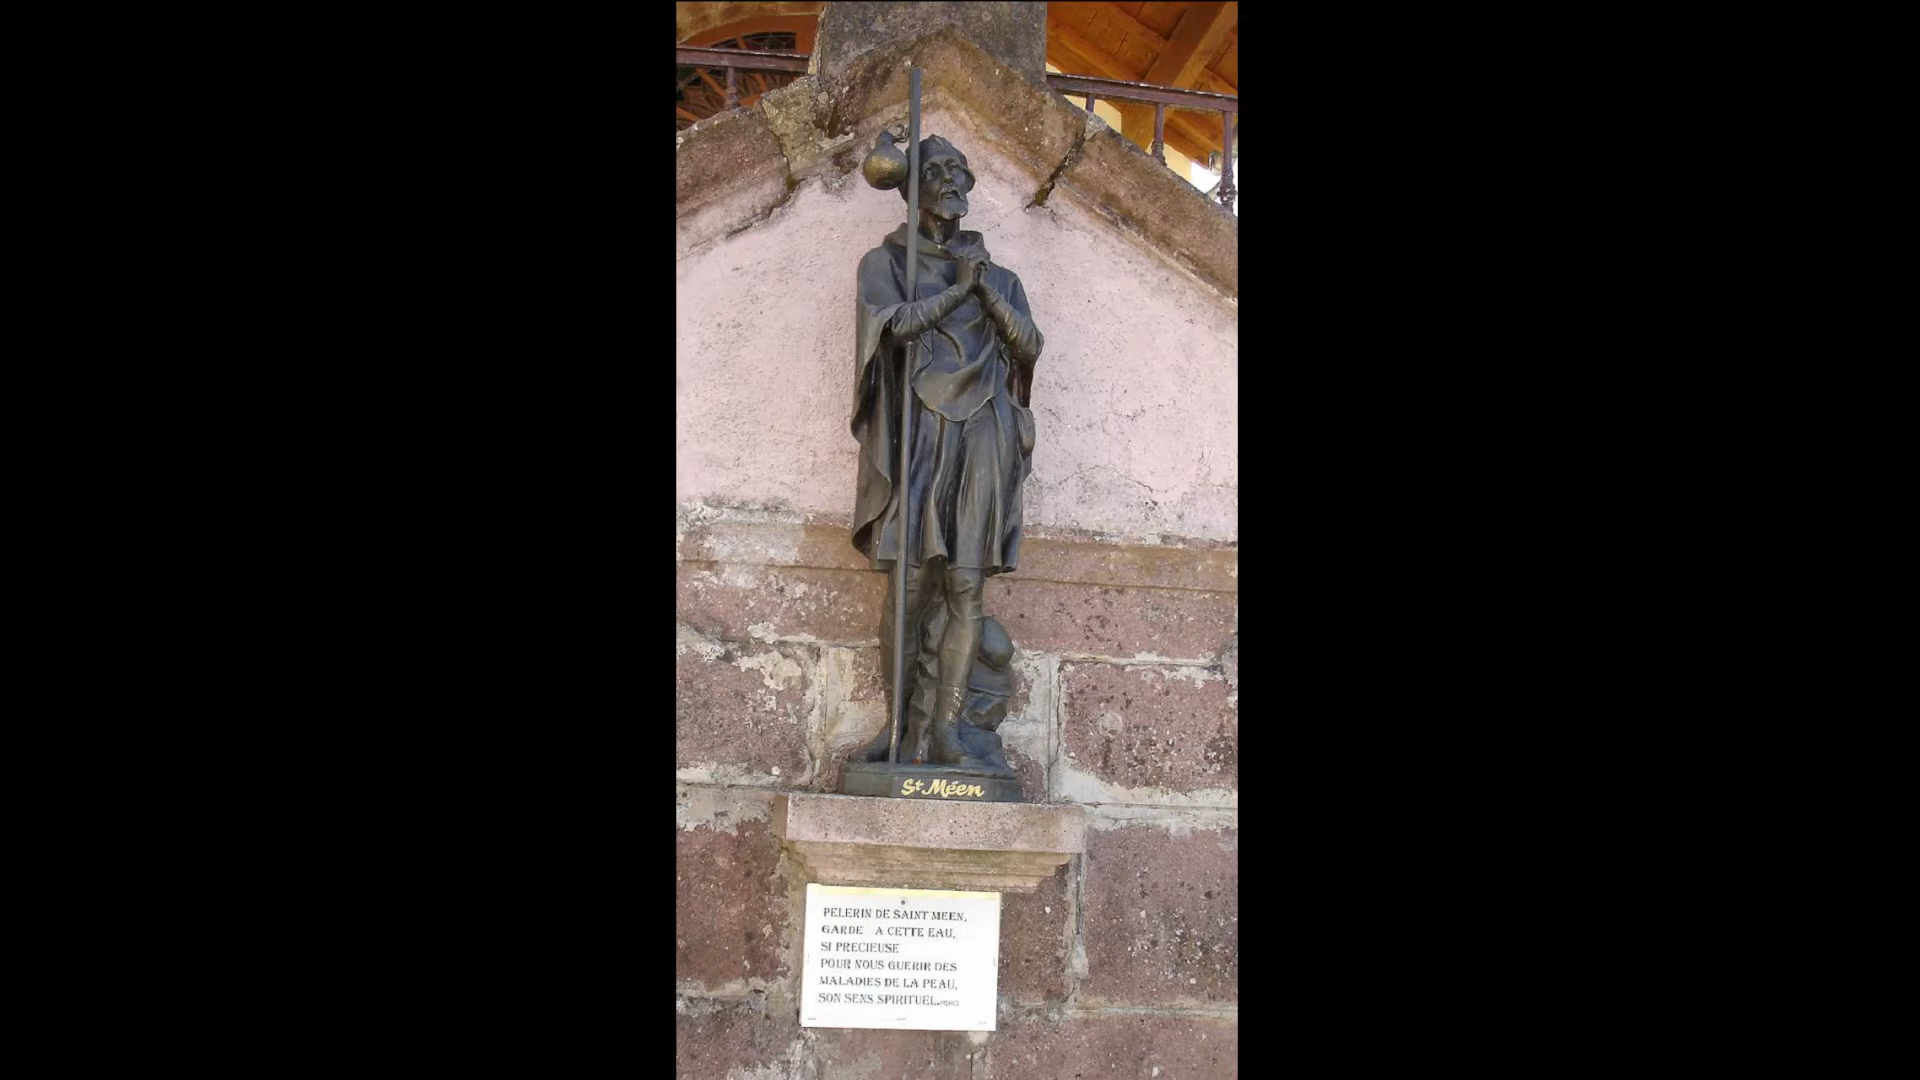 St Méen
PELERIN DE SAINT MEEN,
GARDE A CETTE EAU,
SI PRECIEUSE
POUR NOUS GUERIR DES
MALADIES DE LA PEAU,
SON SENS SPIRITUEL. MERCI